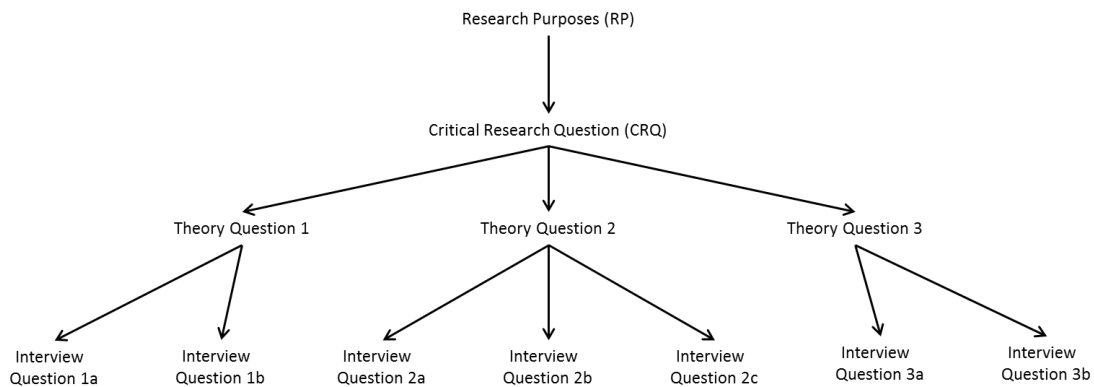 Research Purposes (RP)
Critical Research Question (CRQ)
Theory Question 1
Theory Question 2
Theory Question 3
Interview
Question 1a
Interview
Question 1b
Interview
Question 2a
Interview
Question 2b
Interview
Question 2c
Interview
Question 3a
Interview
Question 3b